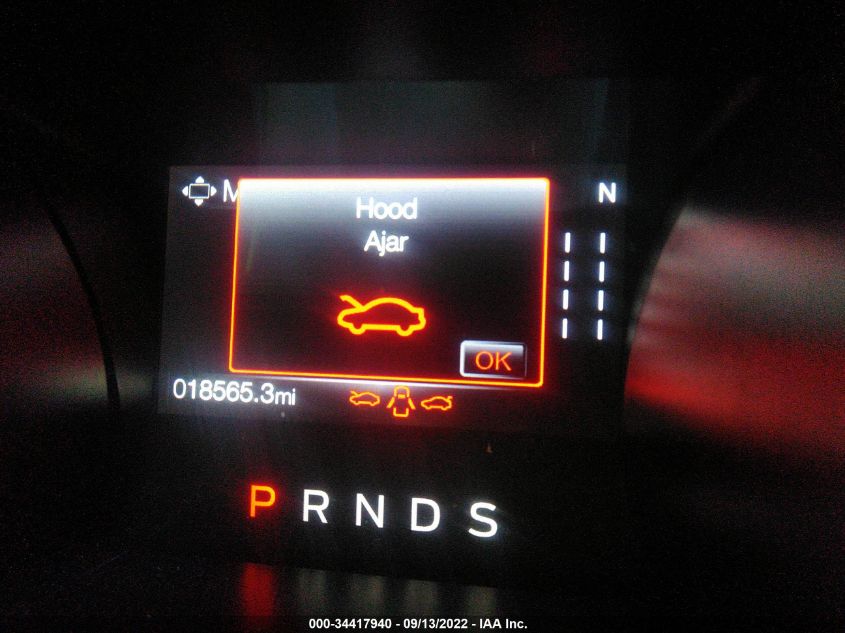 M
N
Hood
Ajar
OK
018565.3mi
P R N D S
000-34417940 - 09/13/2022 - IAA Inc.